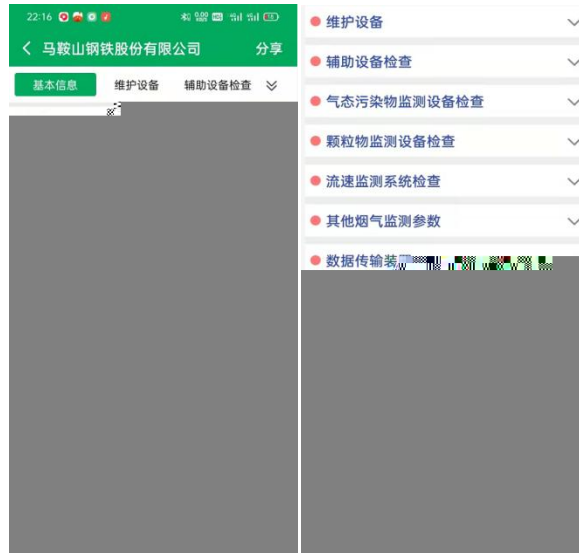 22:16
马鞍山钢铁股份有限公司
分享
基本信息 维护设备 辅助设备检查
维护设备
辅助设备检查
气态污染物监测设备检查
颗粒物监测设备检查
流速监测系统检查
其他烟气监测参数
数据传输装